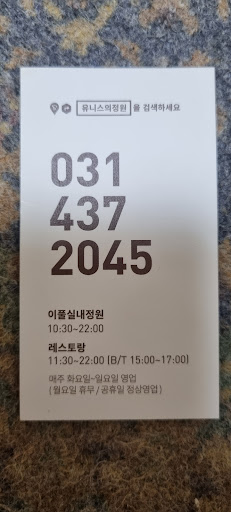 유니스의정원 을 검색하세요
031
437
2045
이풀실내정원
10:30~22:00
레스토랑
11:30~22:00 (B/T 15:00~17:00)
매주 화요일~일요일 영업
( 월요일 휴무 / 공휴일 정상영업 )